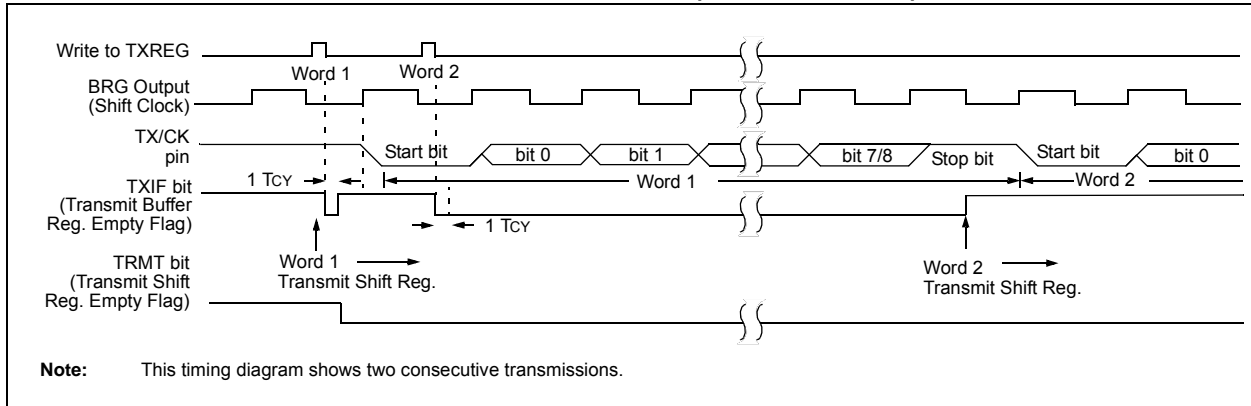 Write to TXREG
Word 1
Word 2
BRG Output
(Shift Clock)
TX/CK
pin
Start bit
bit 0
bit 1
bit 7/8
Stop bit
Start bit
bit 0
1 TCY
Word 1
Word 2
TXIF bit
(Transmit Buffer
Reg. Empty Flag)
1 TCY
Word 1
Transmit Shift Reg.
Word 2
Transmit Shift Reg.
TRMT bit
(Transmit Shift
Reg. Empty Flag)
Note: This timing diagram shows two consecutive transmissions.